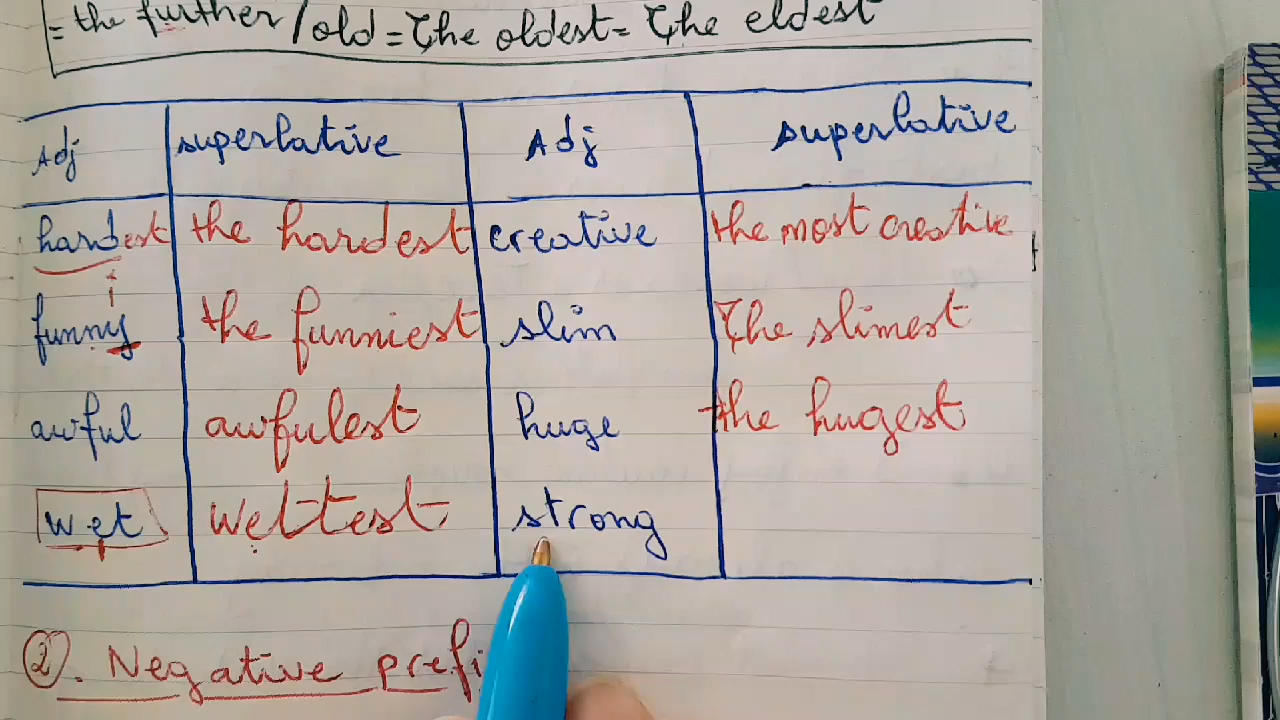 = the further / old = The oldest = The eldest
Adj superlative Adj superlative
hardest the hardest creative the most creative
i
funny the funniest slim The slimest
awful awfulest huge the hugest
wet wettest strong
2. Negative prefi